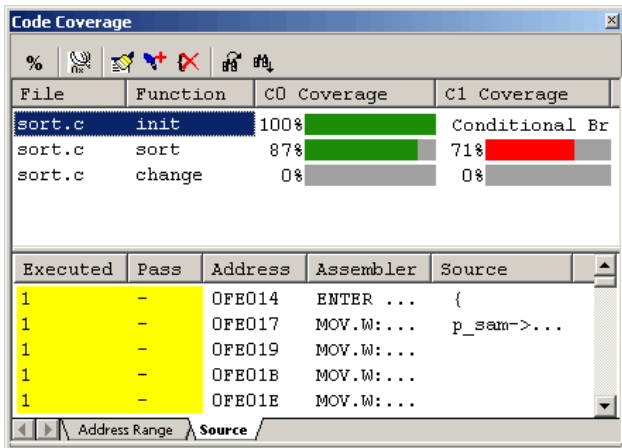 Code Coverage
%
File Function C0 Coverage C1 Coverage
sort.c init 100% Conditional Br
sort.c sort 87% 71%
sort.c change 0% 0%
Executed Pass Address Assembler Source
1 - 0FE014 ENTER ... {
1 - 0FE017 MOV.W:... p_sam->...
1 - 0FE019 MOV.W:...
1 - 0FE01B MOV.W:...
1 - 0FE01E MOV.W:...
Address Range Source